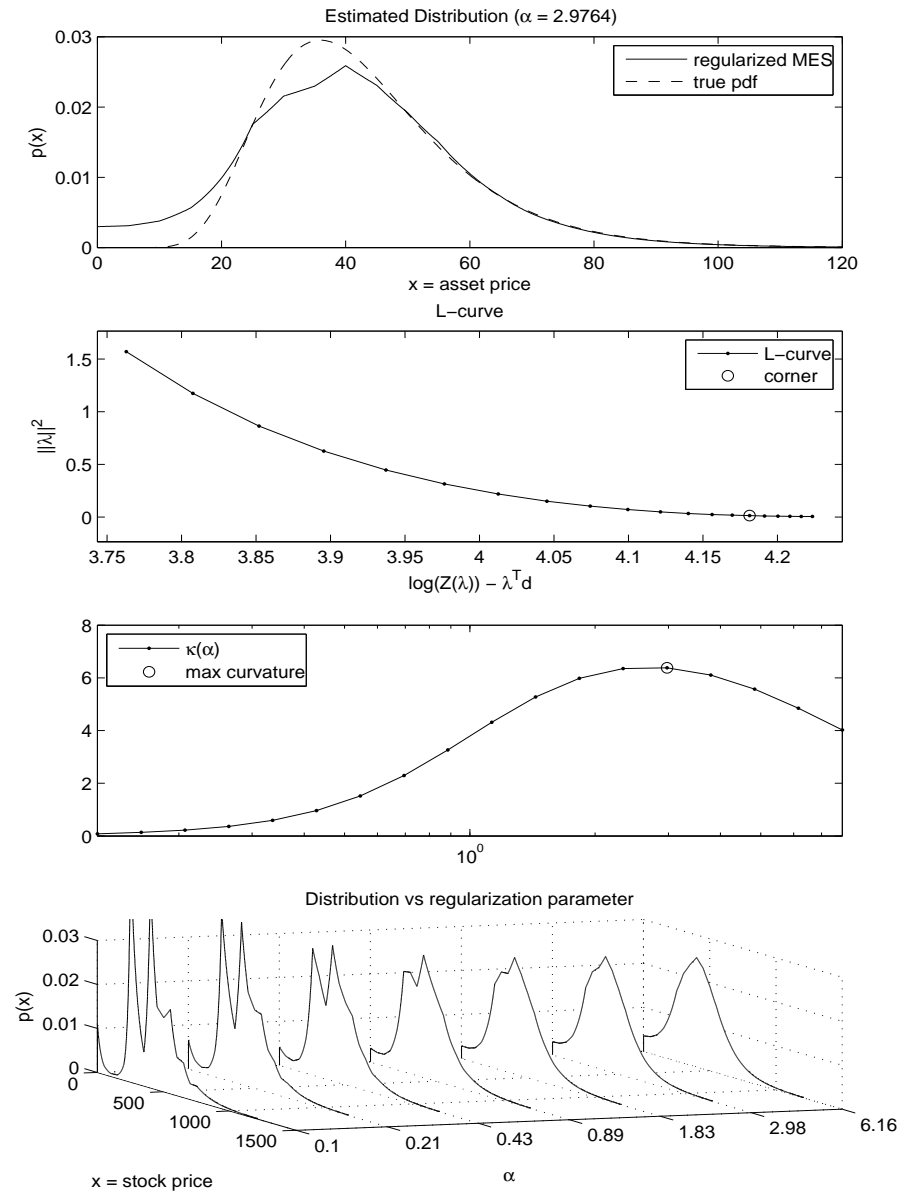 Estimated Distribution (α = 2.9764)
0.03
0.02
0.01
0
p(x)
regularized MES
true pdf
0 20 40 60 80 100 120
x = asset price
L−curve
1.5
1
0.5
0
||λ||²
L−curve
corner
3.75 3.8 3.85 3.9 3.95 4 4.05 4.1 4.15 4.2
log(Z(λ)) − λᵀd
8
6
4
2
0
κ(α)
max curvature
10⁰
Distribution vs regularization parameter
0.03
0.02
0.01
0
p(x)
0
500
1000
1500
0.1 0.21 0.43 0.89 1.83 2.98 6.16
x = stock price
α